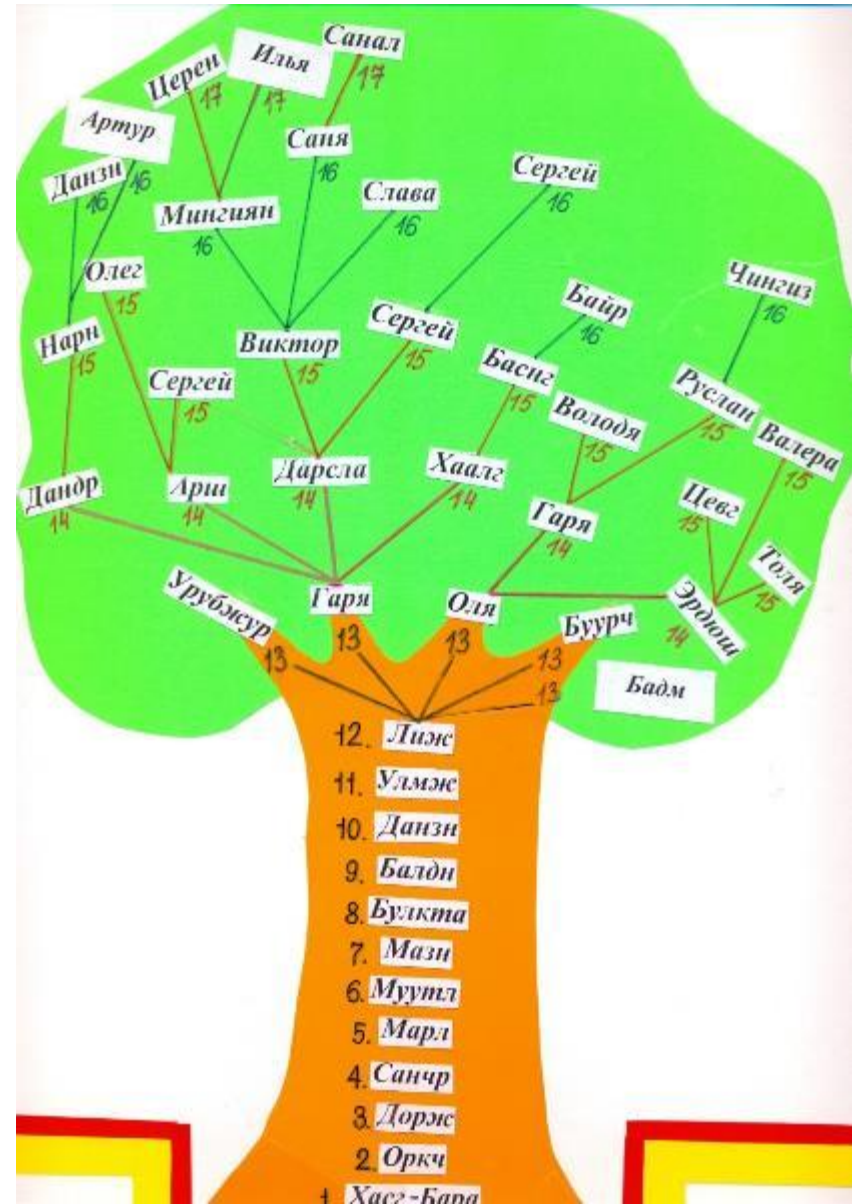 Санал
17
Илья
17
Церен
17
Артур
16
Саня
16
Данзн
16
Сергей
16
Слава
16
Мингиян
16
Олег
15
Чингиз
16
Байр
16
Сергей
15
Нарн
15
Виктор
15
Баснг
15
Руслан
15
Сергей
15
Володя
15
Валера
15
Дандр
14
Арш
14
Дарсла
14
Хаалг
14
Гаря
14
Цевг
15
Толя
15
Урубжур
13
Гаря
13
Оля
13
Буурч
13
Эрдюш
14
Бадм
13
12. Лиж
11. Улмж
10. Данзн
9. Балдн
8. Булкта
7. Мазн
6. Муутл
5. Марл
4. Санчр
3. Дорж
2. Оркч
1. Хасг-Бара